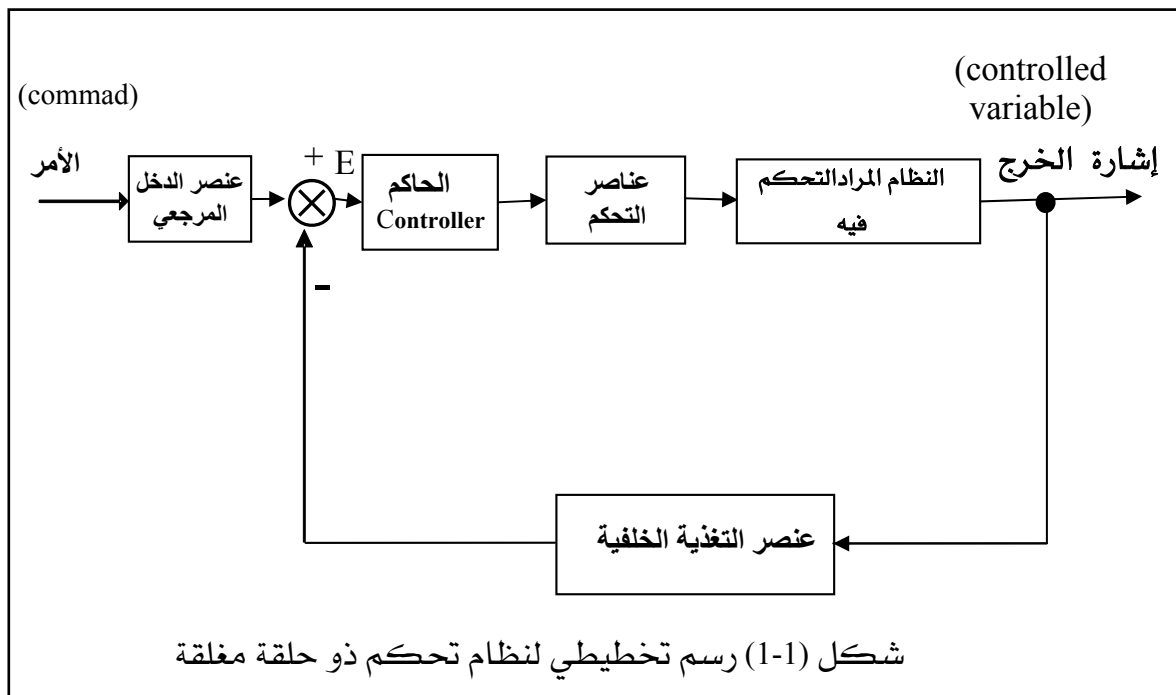 (commad)
الأمر
عنصر الدخل
المرجعي
+
E
الحاكم
Controller
عناصر
التحكم
النظام المرادالتحكم
فيه
(controlled
variable)
إشارة الخرج
-
عنصر التغذية الخلفية
شكل (1-1) رسم تخطيطي لنظام تحكم ذو حلقة مغلقة